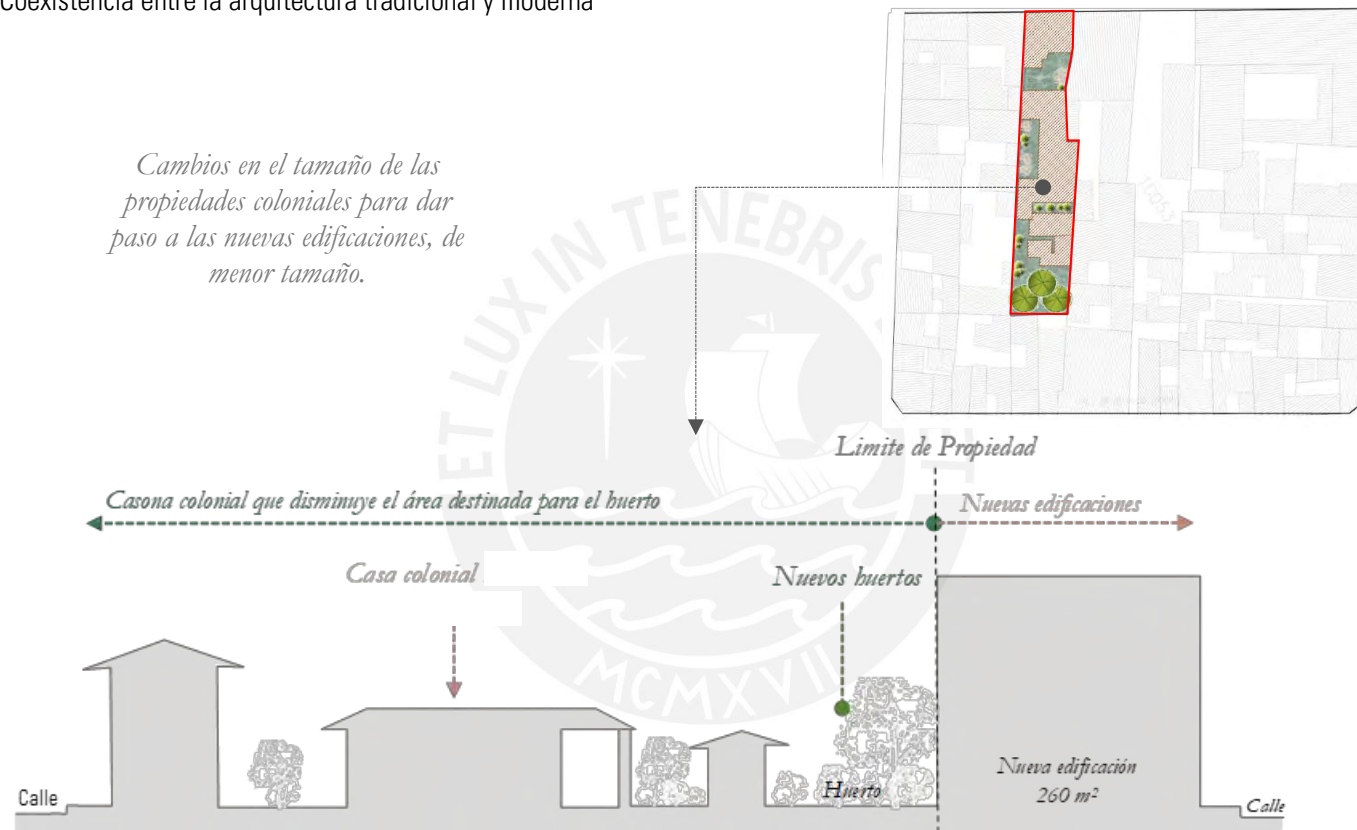 Coexistencia entre la arquitectura tradicional y moderna
Cambios en el tamaño de las
propiedades coloniales para dar
paso a las nuevas edificaciones, de
menor tamaño.
10053
ET LUX IN TENEBRIS
MCMXVII
Limite de Propiedad
Casona colonial que disminuye el área destinada para el huerto
Nuevas edificaciones
Casa colonial
Nuevos huertos
Huerto
Nueva edificación
260 m²
Calle
Calle